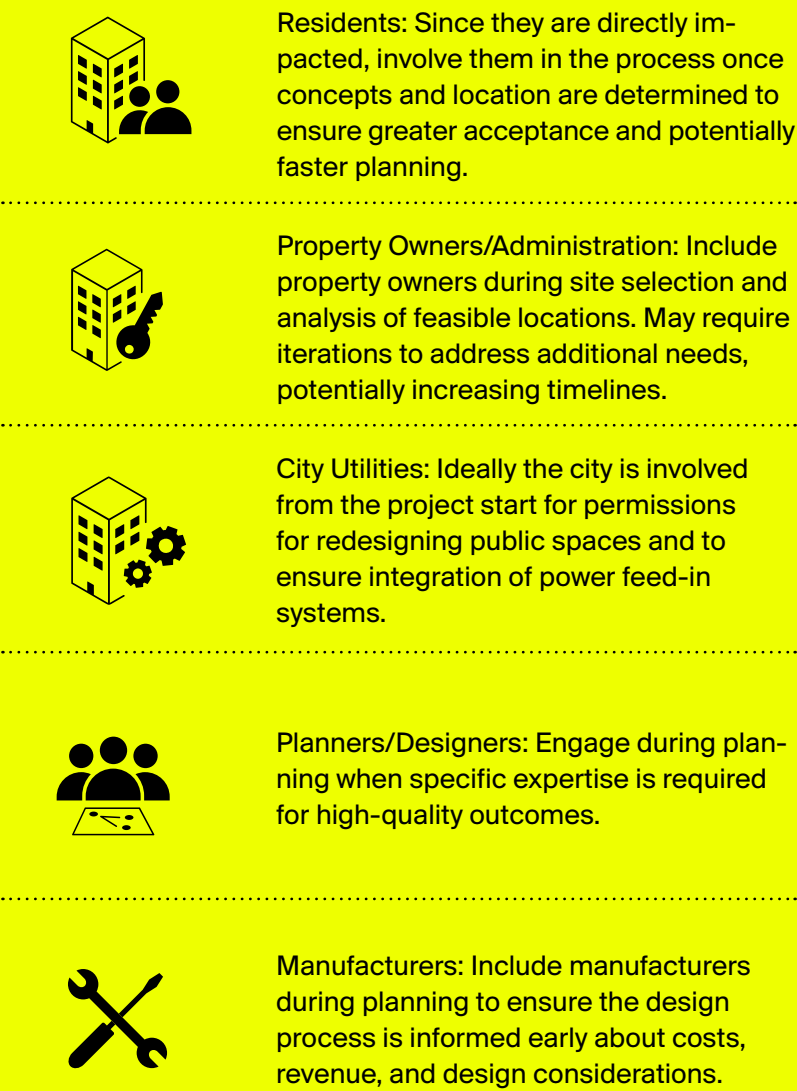 Residents: Since they are directly im-
pacted, involve them in the process once
concepts and location are determined to
ensure greater acceptance and potentially
faster planning.
Property Owners/Administration: Include
property owners during site selection and
analysis of feasible locations. May require
iterations to address additional needs,
potentially increasing timelines.
City Utilities: Ideally the city is involved
from the project start for permissions
for redesigning public spaces and to
ensure integration of power feed-in
systems.
Planners/Designers: Engage during plan-
ning when specific expertise is required
for high-quality outcomes.
Manufacturers: Include manufacturers
during planning to ensure the design
process is informed early about costs,
revenue, and design considerations.